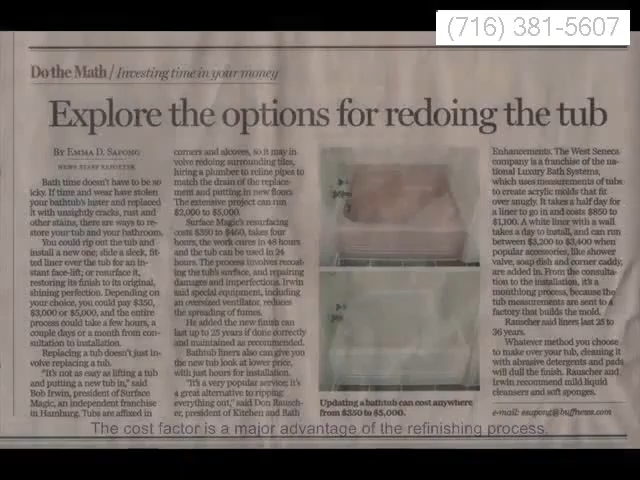 (716) 381-5607
Do the Math / Investing time in your money
Explore the options for redoing the tub
BY EMMA D. SAPONG
NEWS STAFF REPORTER
Bath time doesn't have to be so
icky. If time and wear have stolen
your bathtub's luster and replaced
it with unsightly cracks, rust and
other stains, there are ways to re-
store your tub and your bathroom.
You could rip out the tub and
install a new one; slide a deck, fit-
ted liner over the tub for an in-
stant face-lift; or resurface it,
restoring its finish to its original,
shining perfection. Depending on
your choice, you could pay $350,
$3,000 or $5,000, and the entire
process could take a few hours, a
couple days or a month from con-
sultation to installation.
Replacing a tub doesn't just in-
volve replacing a tub.
"It's not as easy as lifting a tub
and putting a new tub in," said
Bob Irwin, president of Surface
Magic, an independent franchise
in Hamburg. Tubs are affixed in
corners and alcoves, so it may in-
volve redoing surrounding tiles,
hiring a plumber to reline pipes to
match the drain of the replace-
ment and putting in new floors.
The extensive project can run
$2,000 to $5,000.
Surface Magic's resurfacing
costs $350 to $450, takes four
hours, the work cures in 48 hours
and the tub can be used in 24
hours. The process involves recoat-
ing the tub's surface, and repairing
damages and imperfections. Irwin
said special equipment, including
an oversized ventilator, reduces
the spreading of fumes.
He added the new finish can
last up to 25 years if done correctly
and maintained as recommended.
Bathtub liners also can give you
the new tub look at lower price,
with just hours for installation.
"It's a very popular service; it's
a great alternative to ripping
everything out," said Don Rausch-
er, president of Kitchen and Bath
Updating a bathtub can cost anywhere
from $350 to $5,000.
Enhancements. The West Seneca
company is a franchise of the na-
tional Luxury Bath Systems,
which uses measurements of tubs
to create acrylic molds that fit
over snugly. It takes a half day for
a liner to go in and costs $850 to
$1,100. A white liner with a wall
takes a day to install, and can run
between $3,200 to $3,400 when
popular accessories, like shower
valve, soap dish and corner caddy,
are added in. From the consulta-
tion to the installation, it's a
monthlong process, because the
tub measurements are sent to a
factory that builds the mold.
Rauscher said liners last 25 to
36 years.
Whatever method you choose
to make over your tub, cleaning it
with abrasive detergents and pads
will dull the finish. Rauscher and
Irwin recommend mild liquid
cleansers and soft sponges.
e-mail: esapong@buffnews.com
The cost factor is a major advantage of the refinishing process.